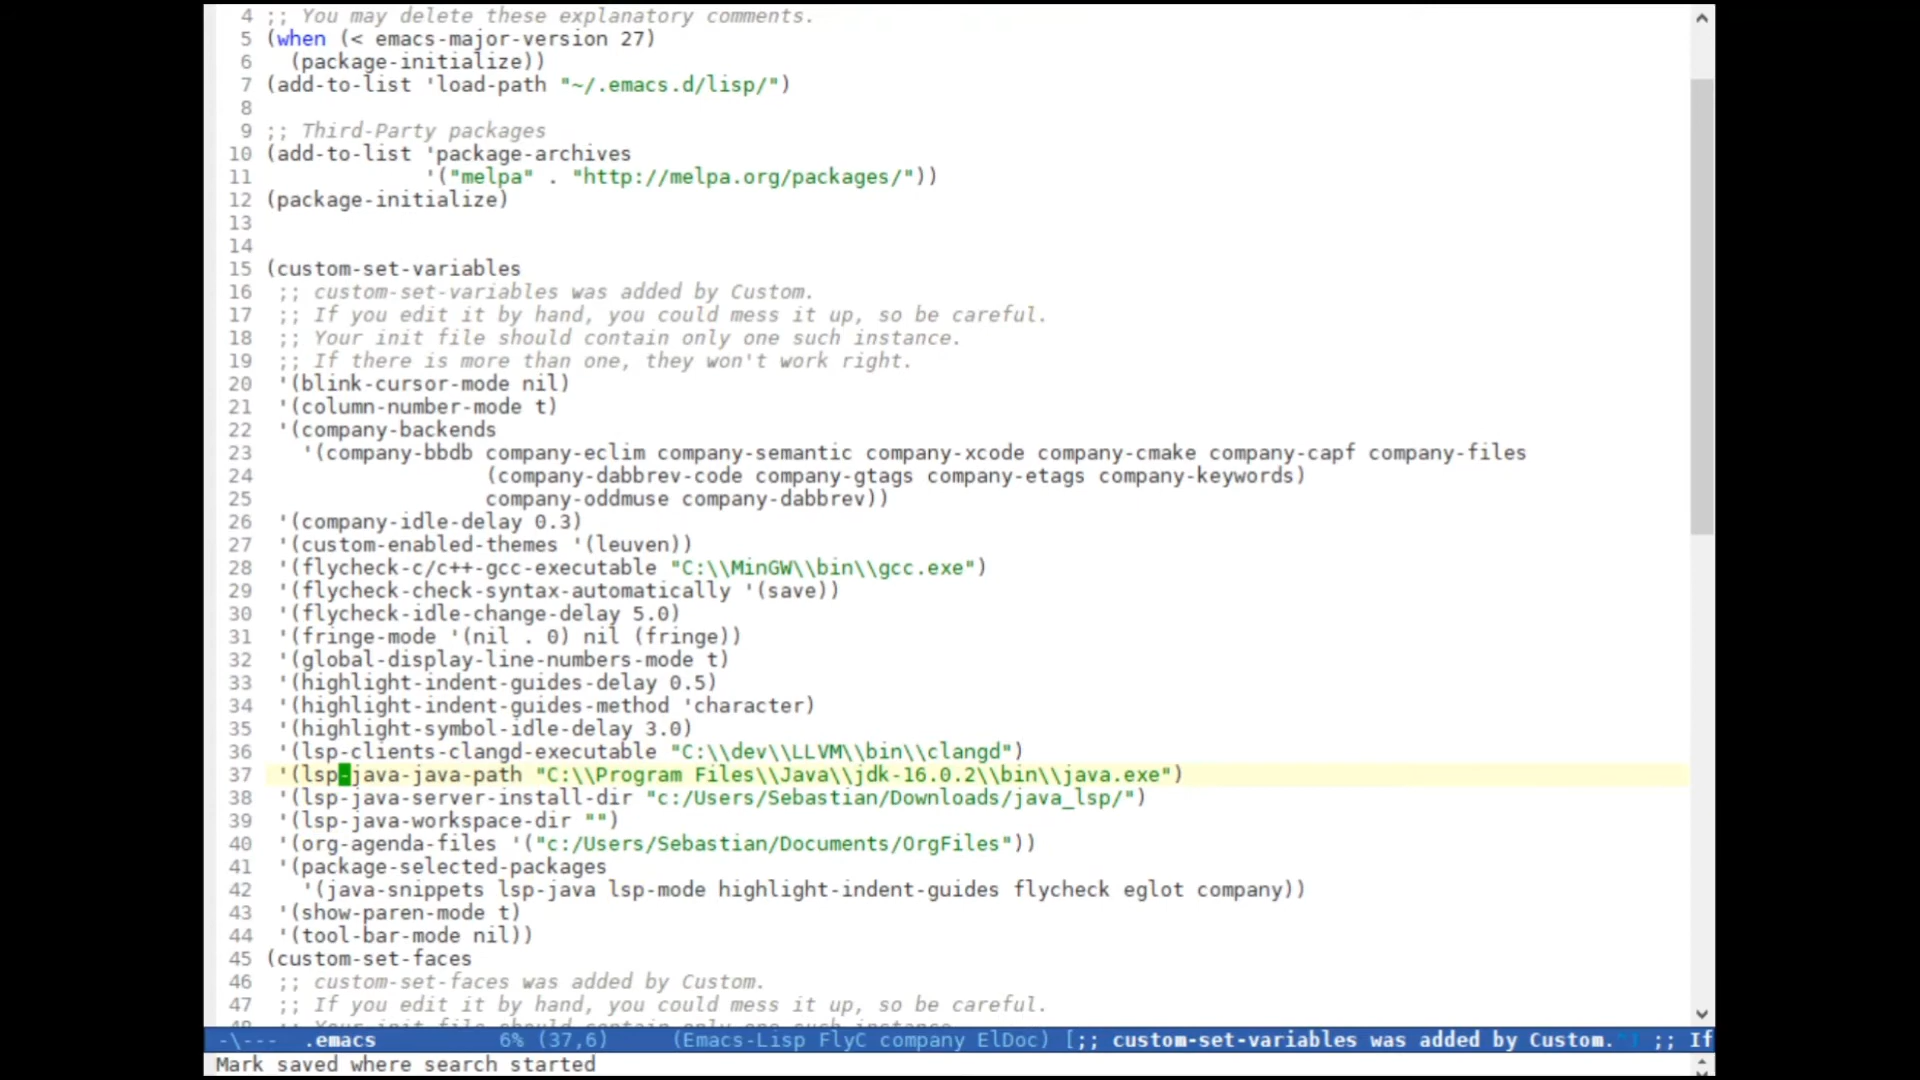 4 ;; You may delete these explanatory comments.
5 (when (< emacs-major-version 27)
6   (package-initialize))
7 (add-to-list 'load-path "~/.emacs.d/lisp/")
8
9 ;; Third-Party packages
10 (add-to-list 'package-archives
11              '("melpa" . "http://melpa.org/packages/"))
12 (package-initialize)
13
14
15 (custom-set-variables
16  ;; custom-set-variables was added by Custom.
17  ;; If you edit it by hand, you could mess it up, so be careful.
18  ;; Your init file should contain only one such instance.
19  ;; If there is more than one, they won't work right.
20  '(blink-cursor-mode nil)
21  '(column-number-mode t)
22  '(company-backends
23    '(company-bbdb company-eclim company-semantic company-xcode company-cmake company-capf company-files
24                   (company-dabbrev-code company-gtags company-etags company-keywords)
25                   company-oddmuse company-dabbrev))
26  '(company-idle-delay 0.3)
27  '(custom-enabled-themes '(leuven))
28  '(flycheck-c/c++-gcc-executable "C:\\MinGW\\bin\\gcc.exe")
29  '(flycheck-check-syntax-automatically '(save))
30  '(flycheck-idle-change-delay 5.0)
31  '(fringe-mode '(nil . 0) nil (fringe))
32  '(global-display-line-numbers-mode t)
33  '(highlight-indent-guides-delay 0.5)
34  '(highlight-indent-guides-method 'character)
35  '(highlight-symbol-idle-delay 3.0)
36  '(lsp-clients-clangd-executable "C:\\dev\\LLVM\\bin\\clangd")
37  '(lsp-java-java-path "C:\\Program Files\\Java\\jdk-16.0.2\\bin\\java.exe")
38  '(lsp-java-server-install-dir "c:/Users/Sebastian/Downloads/java_lsp/")
39  '(lsp-java-workspace-dir "")
40  '(org-agenda-files '("c:/Users/Sebastian/Documents/OrgFiles"))
41  '(package-selected-packages
42    '(java-snippets lsp-java lsp-mode highlight-indent-guides flycheck eglot company))
43  '(show-paren-mode t)
44  '(tool-bar-mode nil))
45 (custom-set-faces
46  ;; custom-set-faces was added by Custom.
47  ;; If you edit it by hand, you could mess it up, so be careful.
48  ;; Your init file should contain only one such instance.
-\--- .emacs 6% (37,6) (Emacs-Lisp FlyC company ElDoc) [;; custom-set-variables was added by Custom. ;; If
Mark saved where search started